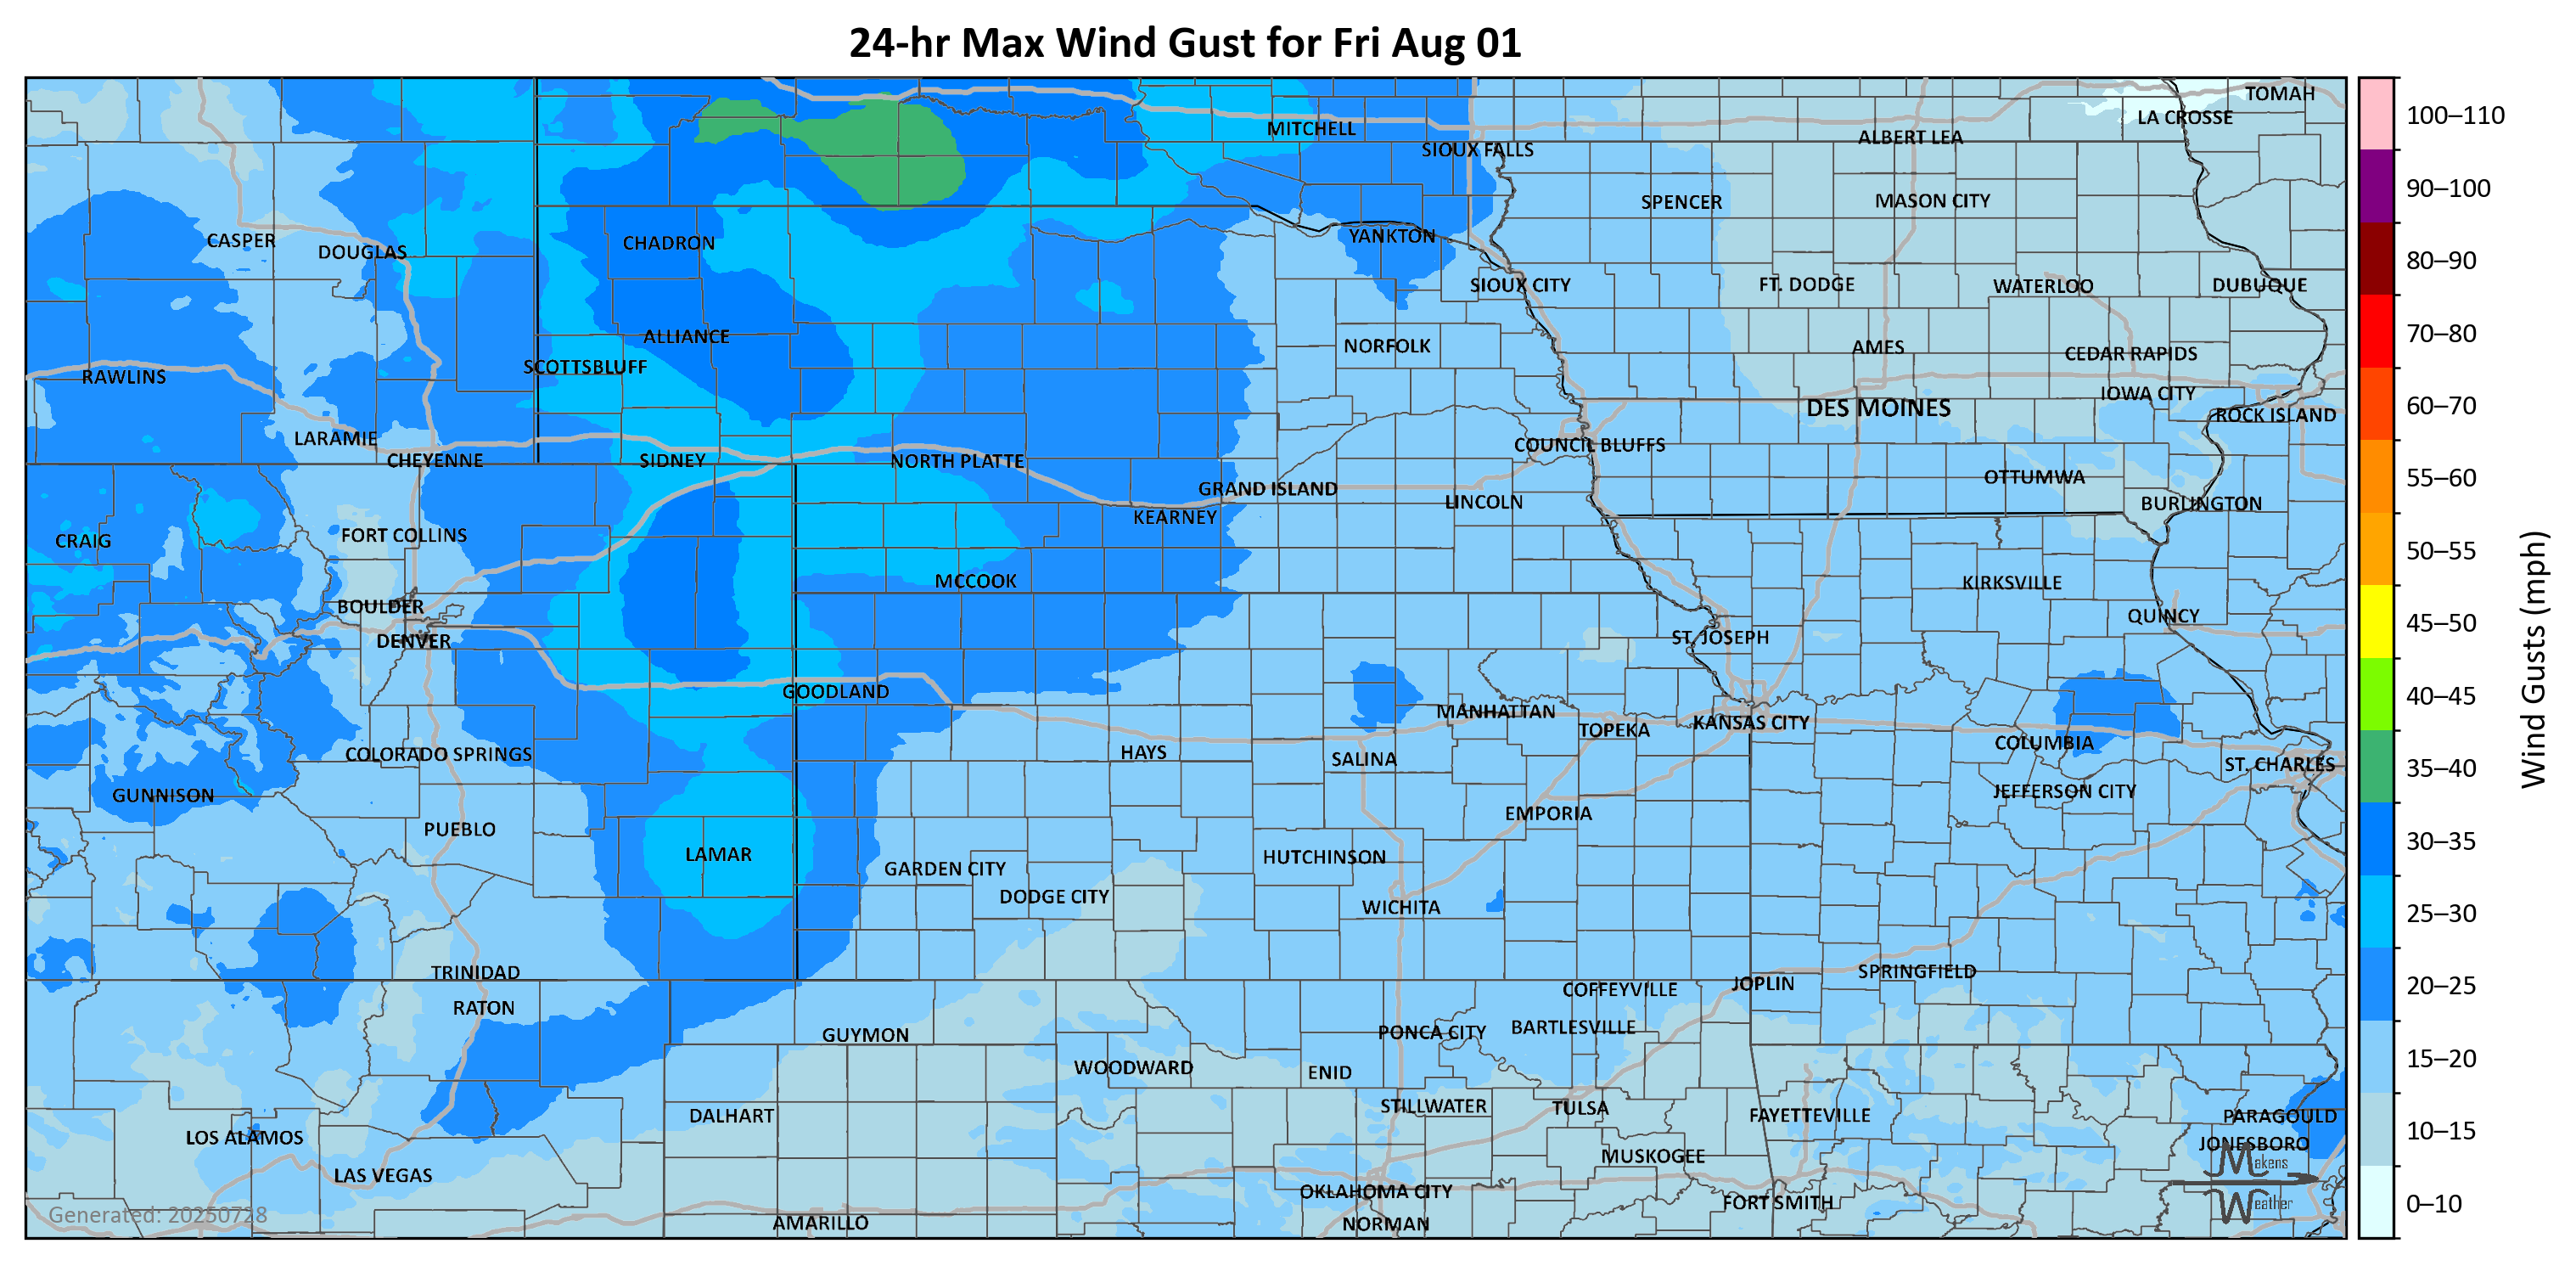 24-hr Max Wind Gust for Fri Aug 01
TOMAH
LA CROSSE
MITCHELL
ALBERT LEA
SIOUX FALLS
SPENCER
MASON CITY
CASPER
DOUGLAS
CHADRON
YANKTON
SIOUX CITY
FT. DODGE
WATERLOO
DUBUQUE
ALLIANCE
NORFOLK
AMES
CEDAR RAPIDS
SCOTTSBLUFF
RAWLINS
IOWA CITY
DES MOINES
ROCK ISLAND
LARAMIE
COUNCIL BLUFFS
CHEYENNE
SIDNEY
NORTH PLATTE
OTTUMWA
GRAND ISLAND
LINCOLN
BURLINGTON
KEARNEY
FORT COLLINS
CRAIG
MCCOOK
KIRKSVILLE
BOULDER
QUINCY
DENVER
ST. JOSEPH
GOODLAND
MANHATTAN
KANSAS CITY
TOPEKA
COLUMBIA
COLORADO SPRINGS
HAYS
SALINA
ST. CHARLES
GUNNISON
JEFFERSON CITY
EMPORIA
PUEBLO
LAMAR
HUTCHINSON
GARDEN CITY
DODGE CITY
WICHITA
TRINIDAD
SPRINGFIELD
JOPLIN
COFFEYVILLE
RATON
BARTLESVILLE
PONCA CITY
GUYMON
WOODWARD
ENID
STILLWATER
TULSA
DALHART
FAYETTEVILLE
PARAGOULD
LOS ALAMOS
JONESBORO
MUSKOGEE
LAS VEGAS
OKLAHOMA CITY
FORT SMITH
AMARILLO
NORMAN
Generated: 20250728
Makens
Weather
100–110
90–100
80–90
70–80
60–70
55–60
50–55
45–50
40–45
35–40
30–35
25–30
20–25
15–20
10–15
0–10
Wind Gusts (mph)